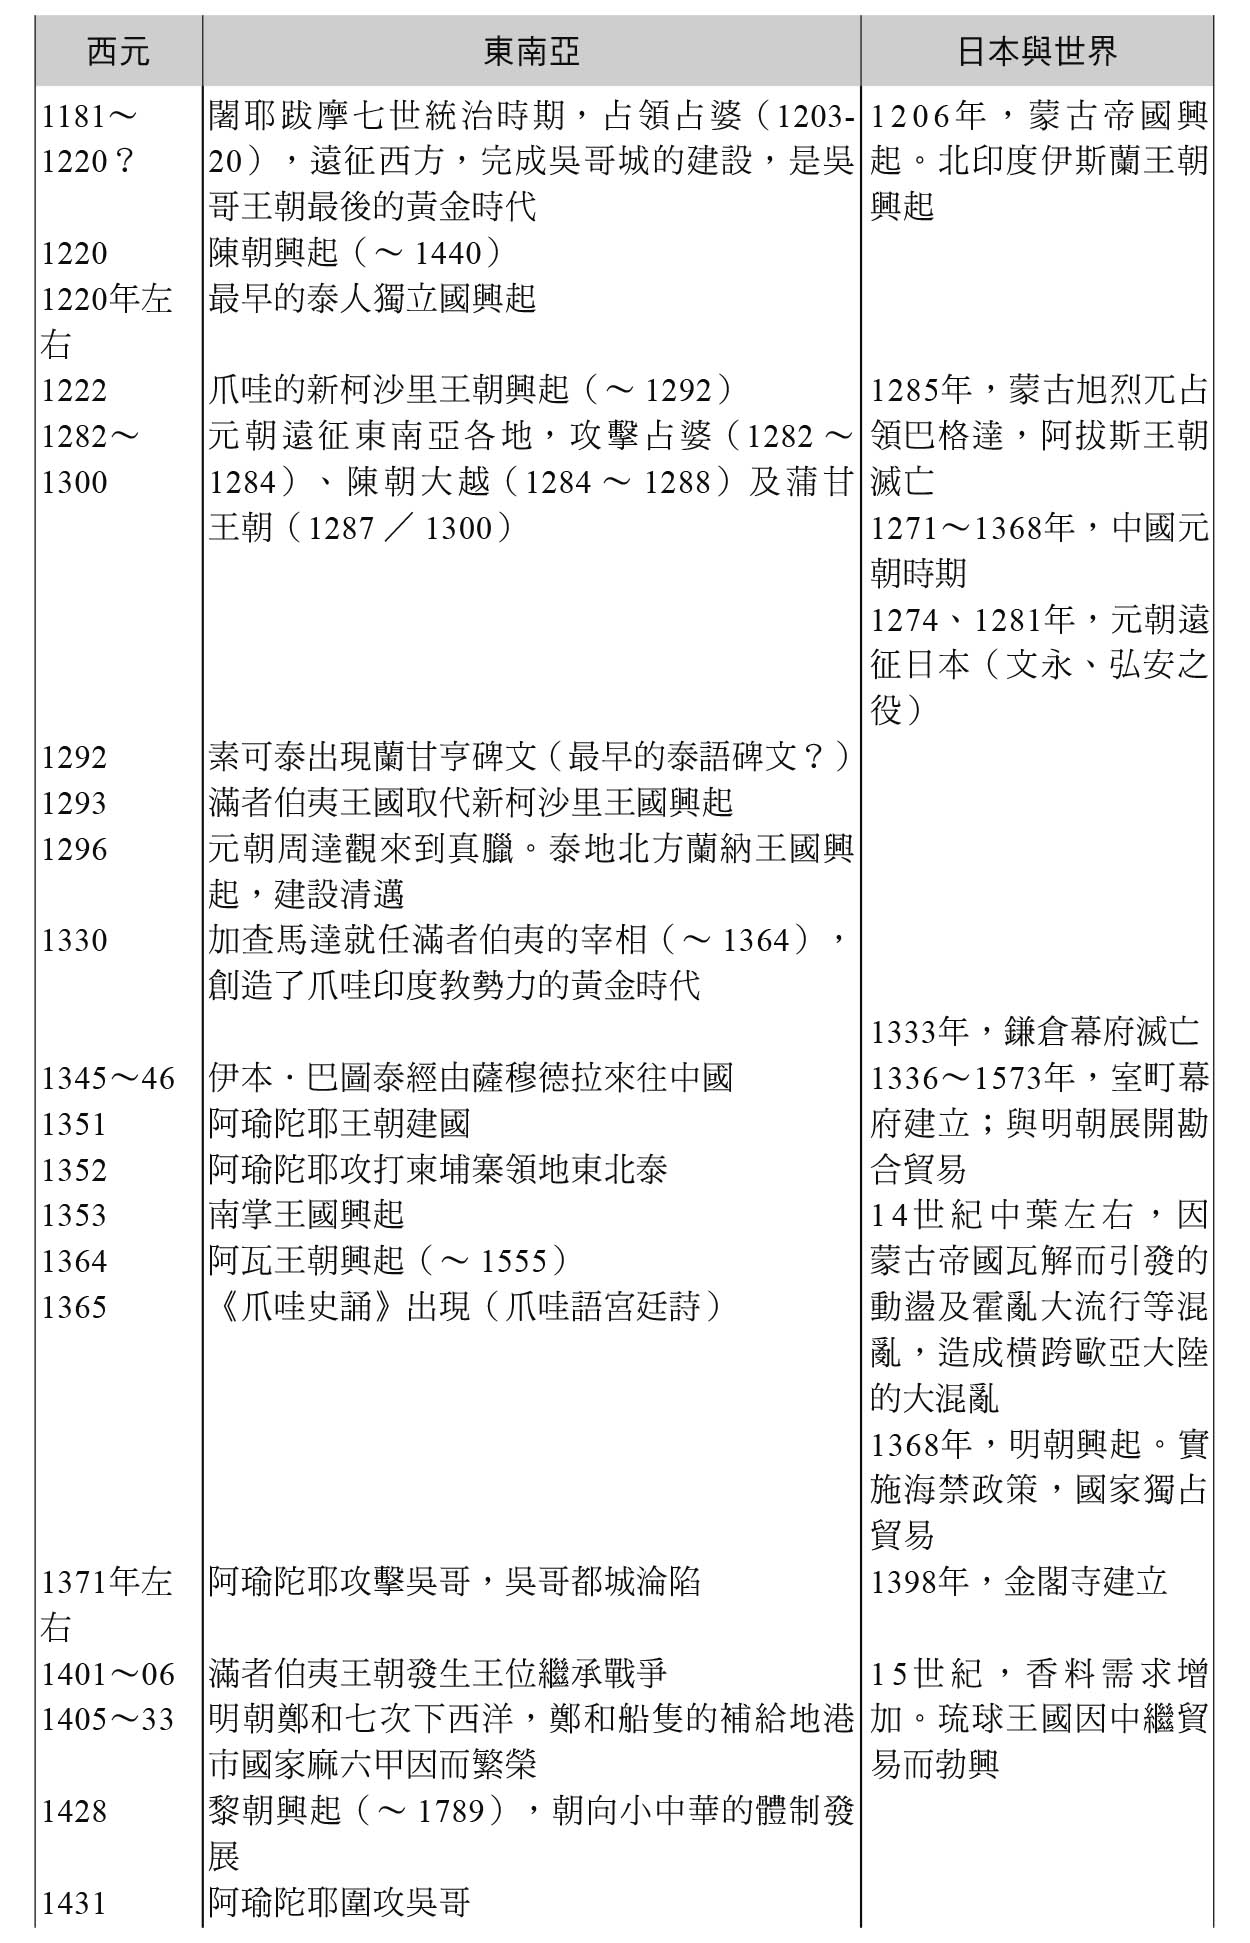 西元
東南亞
日本與世界
1181～
1220？
闍耶跋摩七世統治時期，占領占婆（1203-
20），遠征西方，完成吳哥城的建設，是吳
哥王朝最後的黃金時代
1206年，蒙古帝國興
起。北印度伊斯蘭王朝
興起
1220
陳朝興起（～1440）
1220年左
右
最早的泰人獨立國興起
1222
爪哇的新柯沙里王朝興起（～1292）
1282～
1300
元朝遠征東南亞各地，攻擊占婆（1282～
1284）、陳朝大越（1284～1288）及蒲甘
王朝（1287／1300）
1285年，蒙古旭烈兀占
領巴格達，阿拔斯王朝
滅亡
1271～1368年，中國元
朝時期
1274、1281年，元朝遠
征日本（文永、弘安之
役）
1292
素可泰出現蘭甘亨碑文（最早的泰語碑文？）
1293
滿者伯夷王國取代新柯沙里王國興起
1296
元朝周達觀來到真臘。泰地北方蘭納王國興
起，建設清邁
1330
加查馬達就任滿者伯夷的宰相（～1364），
創造了爪哇印度教勢力的黃金時代
1333年，鎌倉幕府滅亡
1345～46
伊本．巴圖泰經由薩穆德拉來往中國
1351
阿瑜陀耶王朝建國
1352
阿瑜陀耶攻打柬埔寨領地東北泰
1353
南掌王國興起
1364
阿瓦王朝興起（～1555）
1365
《爪哇史誦》出現（爪哇語宮廷詩）
1336～1573年，室町幕
府建立；與明朝展開勘
合貿易
14世紀中葉左右，因
蒙古帝國瓦解而引發的
動盪及霍亂大流行等混
亂，造成橫跨歐亞大陸
的大混亂
1368年，明朝興起。實
施海禁政策，國家獨占
貿易
1371年左
右
阿瑜陀耶攻擊吳哥，吳哥都城淪陷
1398年，金閣寺建立
1401～06
滿者伯夷王朝發生王位繼承戰爭
1405～33
明朝鄭和七次下西洋，鄭和船隻的補給地港
市國家麻六甲因而繁榮
15世紀，香料需求增
加。琉球王國因中繼貿
易而勃興
1428
黎朝興起（～1789），朝向小中華的體制發
展
1431
阿瑜陀耶圍攻吳哥